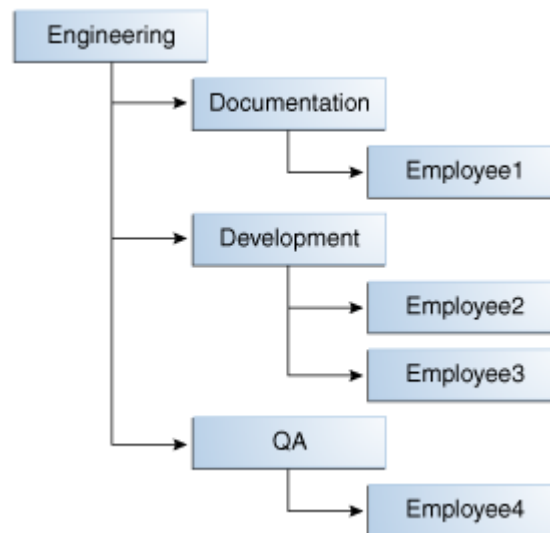 Engineering
Documentation
Employee1
Development
Employee2
Employee3
QA
Employee4